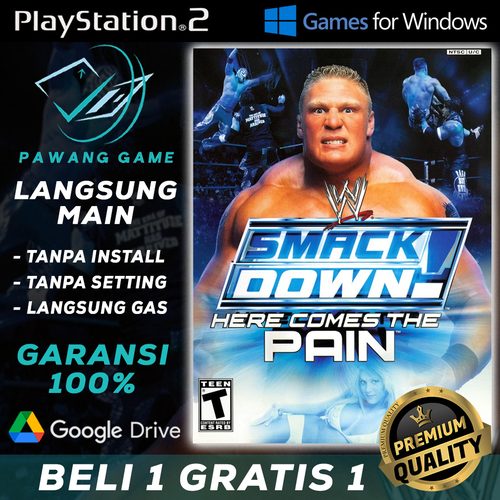 PlayStation®2
Games for Windows
NTSC U/C
PAWANG GAME
LANGSUNG
MAIN
- TANPA INSTALL
- TANPA SETTING
- LANGSUNG GAS
GARANSI
100%
Google Drive
W
SMACK
DOWN!
HERE COMES THE
PAIN
TEEN
T
ESRB
PREMIUM
QUALITY
BELI 1 GRATIS 1